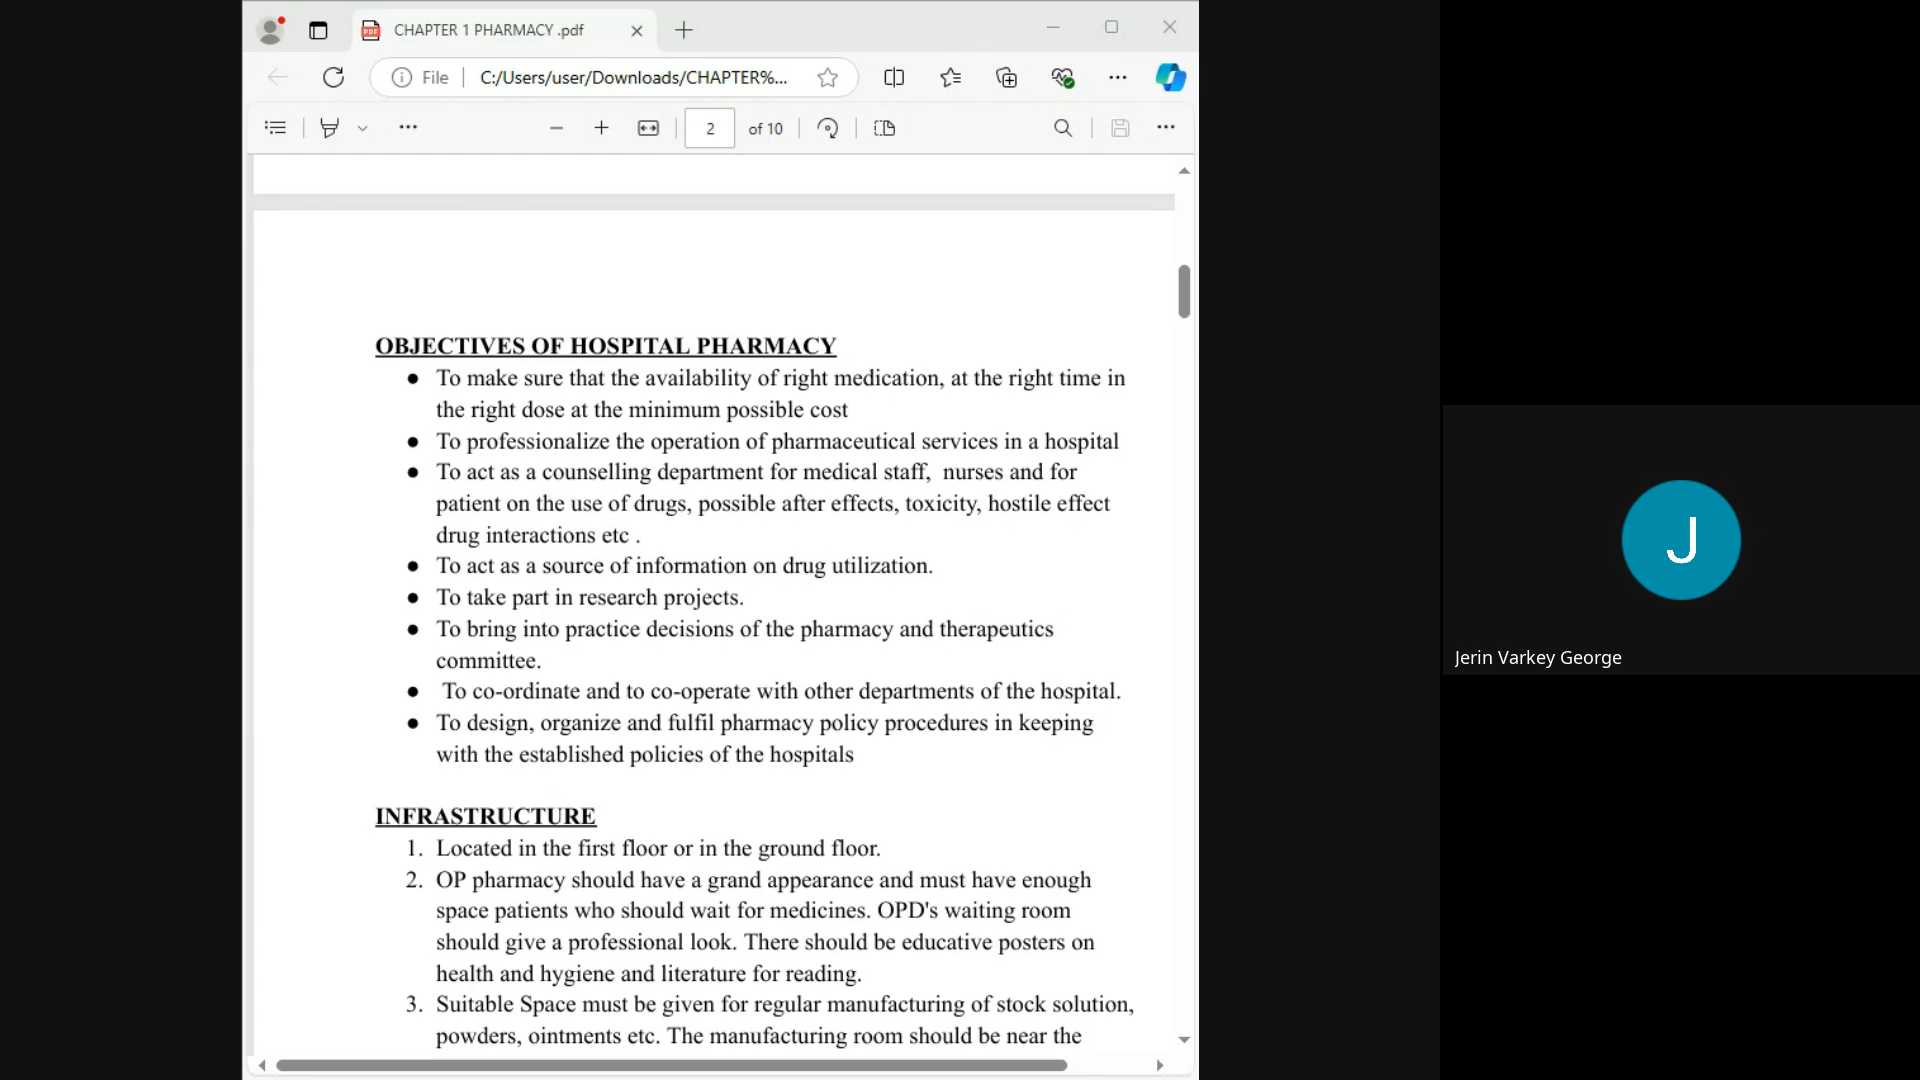 CHAPTER 1 PHARMACY .pdf
File
C:/Users/user/Downloads/CHAPTER%...
2
of 10
OBJECTIVES OF HOSPITAL PHARMACY
● To make sure that the availability of right medication, at the right time in
the right dose at the minimum possible cost
● To professionalize the operation of pharmaceutical services in a hospital
● To act as a counselling department for medical staff,  nurses and for
patient on the use of drugs, possible after effects, toxicity, hostile effect
drug interactions etc .
● To act as a source of information on drug utilization.
● To take part in research projects.
● To bring into practice decisions of the pharmacy and therapeutics
committee.
● To co-ordinate and to co-operate with other departments of the hospital.
● To design, organize and fulfil pharmacy policy procedures in keeping
with the established policies of the hospitals
INFRASTRUCTURE
1. Located in the first floor or in the ground floor.
2. OP pharmacy should have a grand appearance and must have enough
space patients who should wait for medicines. OPD's waiting room
should give a professional look. There should be educative posters on
health and hygiene and literature for reading.
3. Suitable Space must be given for regular manufacturing of stock solution,
powders, ointments etc. The manufacturing room should be near the
J
Jerin Varkey George